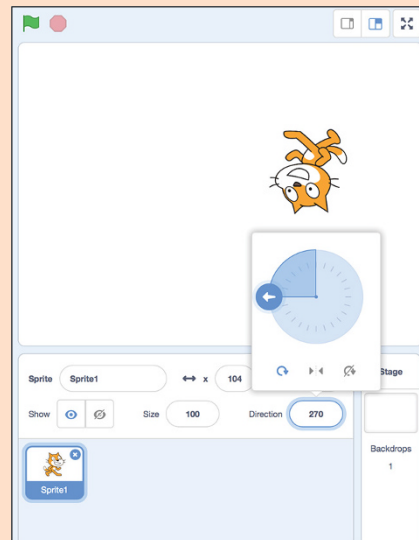 Sprite Sprite1 x 104 Stage
Show Size 100 Direction 270
Backdrops
1
Sprite1